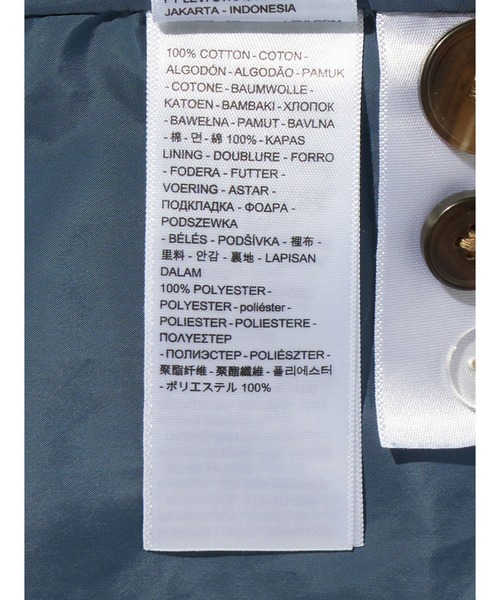 JAKARTA - INDONESIA
100% COTTON - COTON -
ALGODÓN - ALGODÃO - PAMUK
- COTONE - BAUMWOLLE -
KATOEN - BAMBAKI - ХЛОПОК
- BAWEŁNA - PAMUT - BAVLNA
- 棉 - 면 - 綿 100% - KAPAS
LINING - DOUBLURE - FORRO
- FODERA - FUTTER -
VOERING - ASTAR -
ПОДКЛАДКА - ΦΟΔΡΑ -
PODSZEWKA
- BÉLÉS - PODŠÍVKA - 裡布 -
里料 - 안감 - 裏地 - LAPISAN
DALAM
100% POLYESTER -
POLYESTER - poliéster -
POLIESTER - POLIESTERE -
ΠΟΛΥΕΣΤΕΡ
- ПОЛИЭСТЕР - POLIÉSZTER -
聚酯纤维 - 聚酯纖維 - 폴리에스터
- ポリエステル 100%